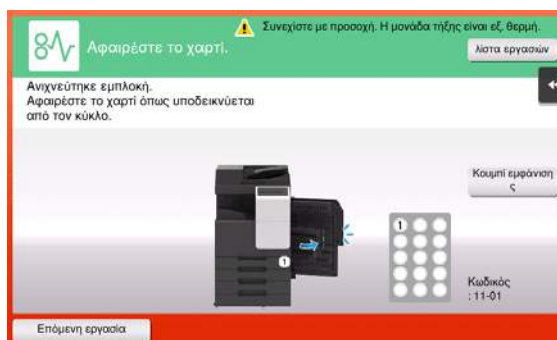 Συνεχίστε με προσοχή. Η μονάδα τήξης είναι εξ. θερμή.
Αφαιρέστε το χαρτί.
λίστα εργασιών
Ανιχνεύτηκε εμπλοκή.
Αφαιρέστε το χαρτί όπως υποδεικνύεται
από τον κύκλο.
Κουμπί εμφάνιση
ς
1
1
Κωδικός
: 11-01
Επόμενη εργασία